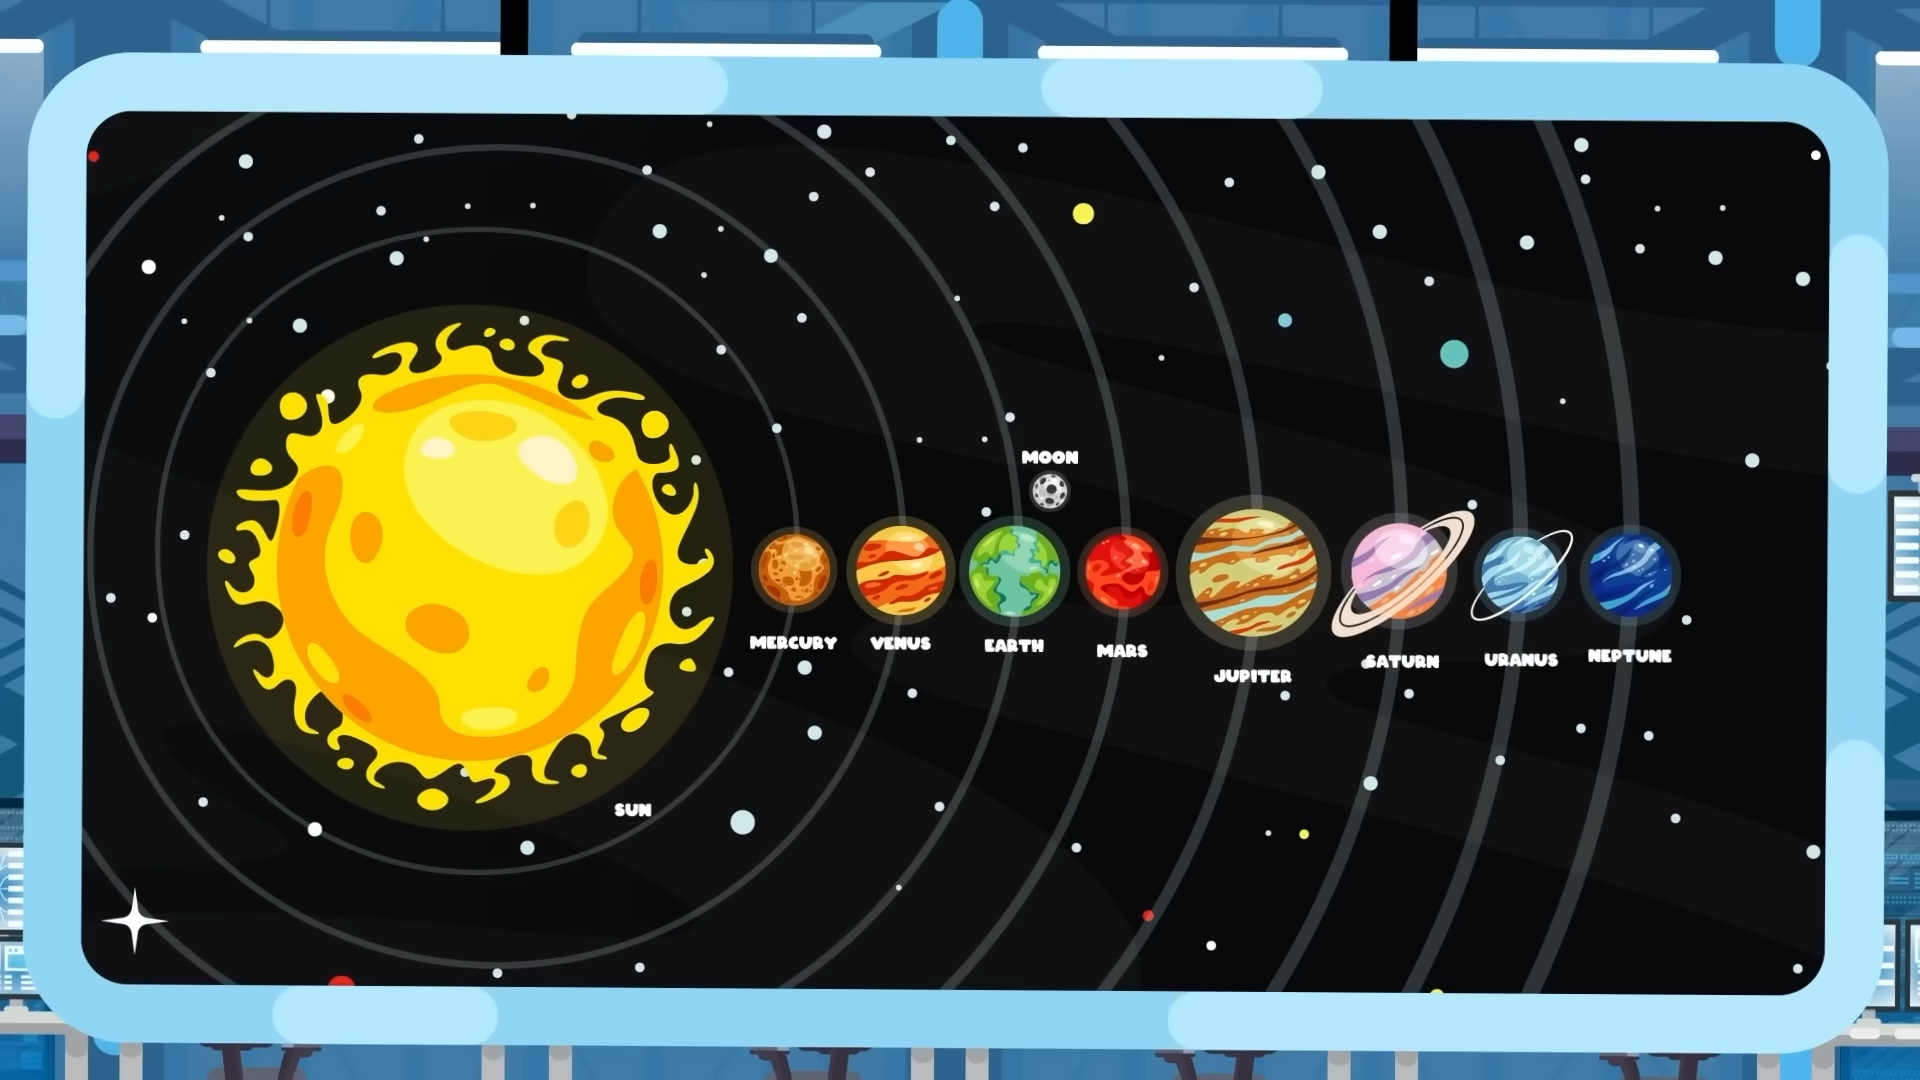 MOON
MERCURY
VENUS
EARTH
MARS
JUPITER
SATURN
URANUS
NEPTUNE
SUN